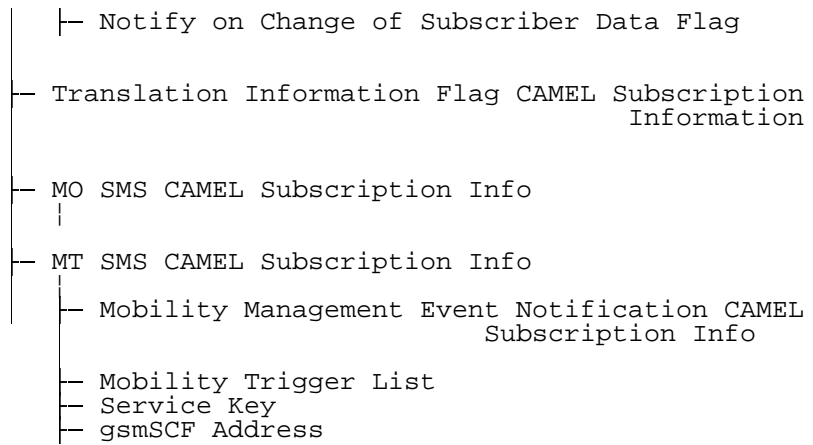 Notify on Change of Subscriber Data Flag
Translation Information Flag CAMEL Subscription
Information
MO SMS CAMEL Subscription Info
MT SMS CAMEL Subscription Info
Mobility Management Event Notification CAMEL
Subscription Info
Mobility Trigger List
Service Key
gsmSCF Address